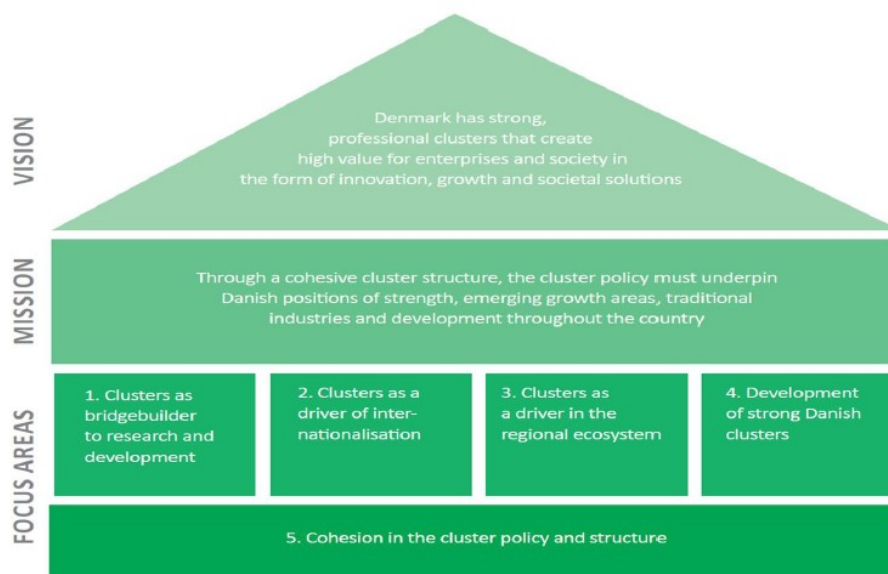 VISION
Denmark has strong,
professional clusters that create
high value for enterprises and society in
the form of innovation, growth and societal solutions
MISSION
Through a cohesive cluster structure, the cluster policy must underpin
Danish positions of strength, emerging growth areas, traditional
industries and development throughout the country
FOCUS AREAS
1. Clusters as
bridgebuilder
to research and
development
2. Clusters as a
driver of inter-
nationalisation
3. Clusters as
a driver in the
regional ecosystem
4. Development
of strong Danish
clusters
5. Cohesion in the cluster policy and structure